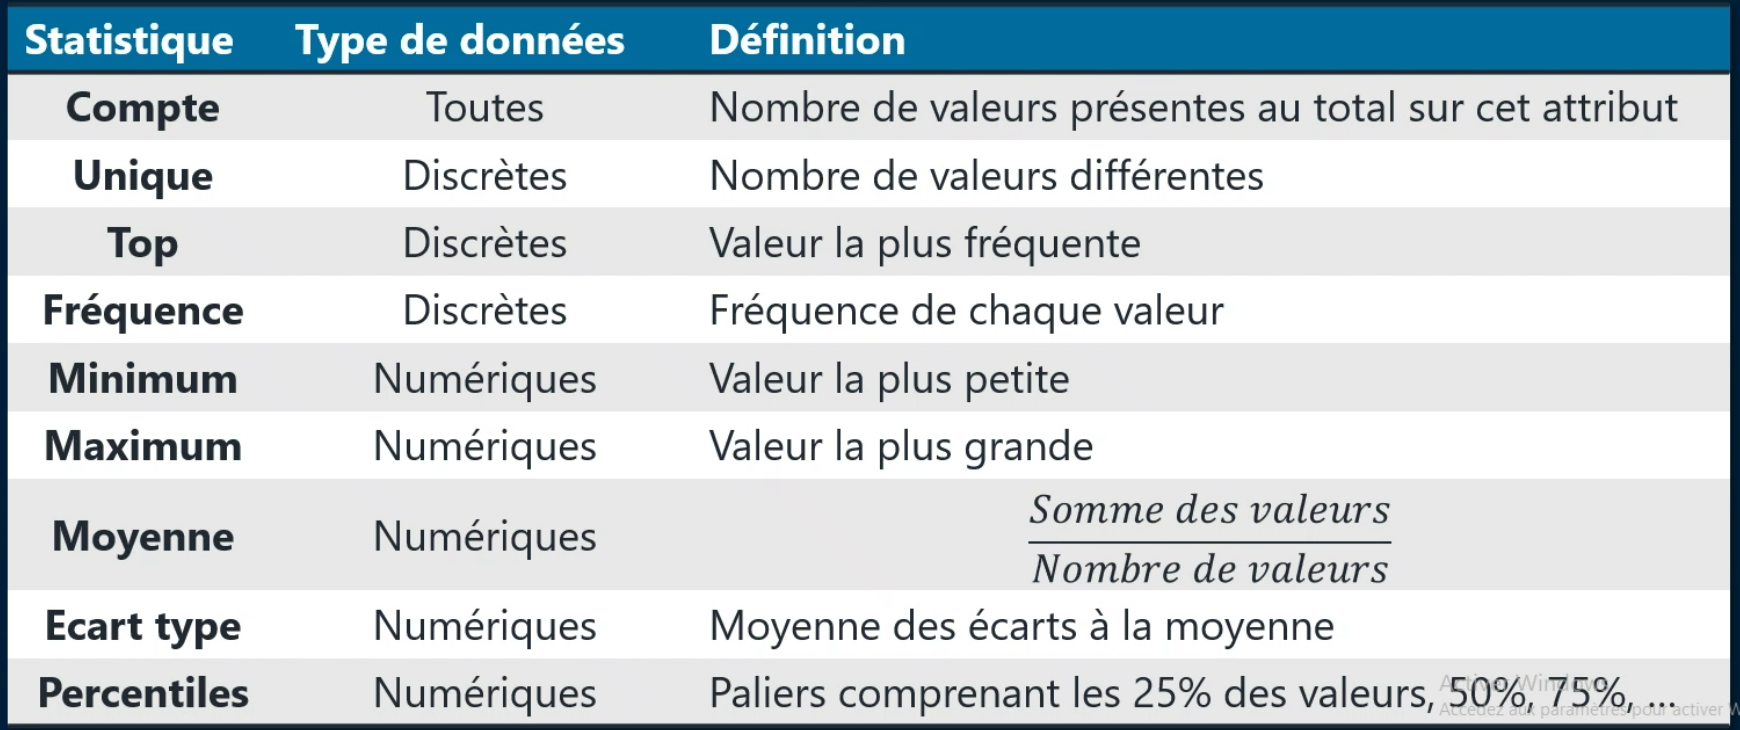 Statistique Type de données Définition
Compte Toutes Nombre de valeurs présentes au total sur cet attribut
Unique Discrètes Nombre de valeurs différentes
Top Discrètes Valeur la plus fréquente
Fréquence Discrètes Fréquence de chaque valeur
Minimum Numériques Valeur la plus petite
Maximum Numériques Valeur la plus grande
Moyenne Numériques Somme des valeurs
Nombre de valeurs
Ecart type Numériques Moyenne des écarts à la moyenne
Percentiles Numériques Paliers comprenant les 25% des valeurs, 50%, 75%, ...
Activer Windows
Accédez aux paramètres pour activer W